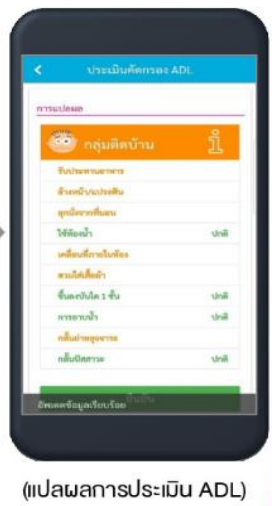 ประเมินคัดกรอง ADL
การแปลผล
กลุ่มติดบ้าน
รับประทานอาหาร
ล้างหน้า/แปรงฟัน
ลุกนั่งจากที่นอน
ใช้ห้องน้ำ ปกติ
เคลื่อนที่ภายในห้อง
สวมใส่เสื้อผ้า
ขึ้นลงบันได 1 ชั้น ปกติ
การอาบน้ำ ปกติ
กลั้นถ่ายอุจจาระ
กลั้นปัสสาวะ ปกติ
ยืนยัน
อัพเดตข้อมูลเรียบร้อย
(แปลผลการประเมิน ADL)